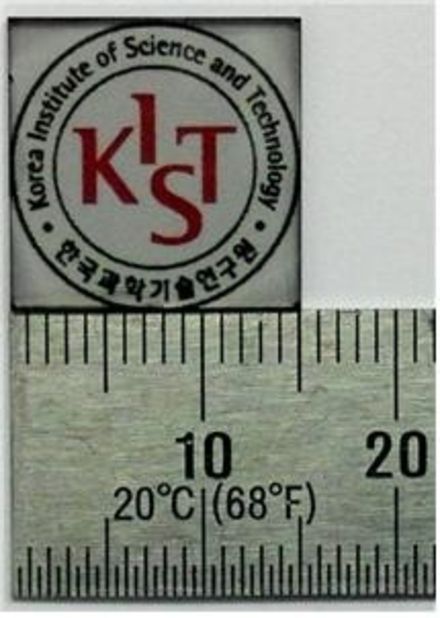 Korea Institute of Science and Technology
KIST
• 한국과학기술연구원 •
10 20
20°C (68°F)